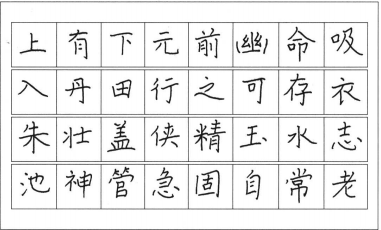 上有下元前(幽)命吸
入丹田行之可存衣
朱壮盖侠精玉水志
池神管急固自常老